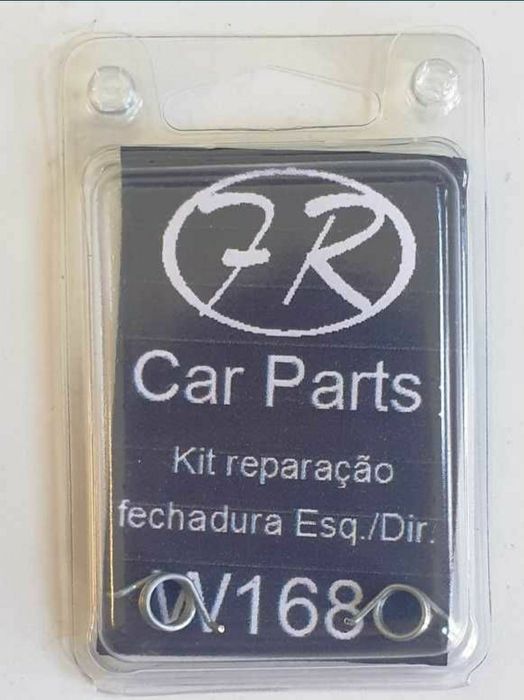 FR
Car Parts
Kit reparação
fechadura Esq./Dir.
W168